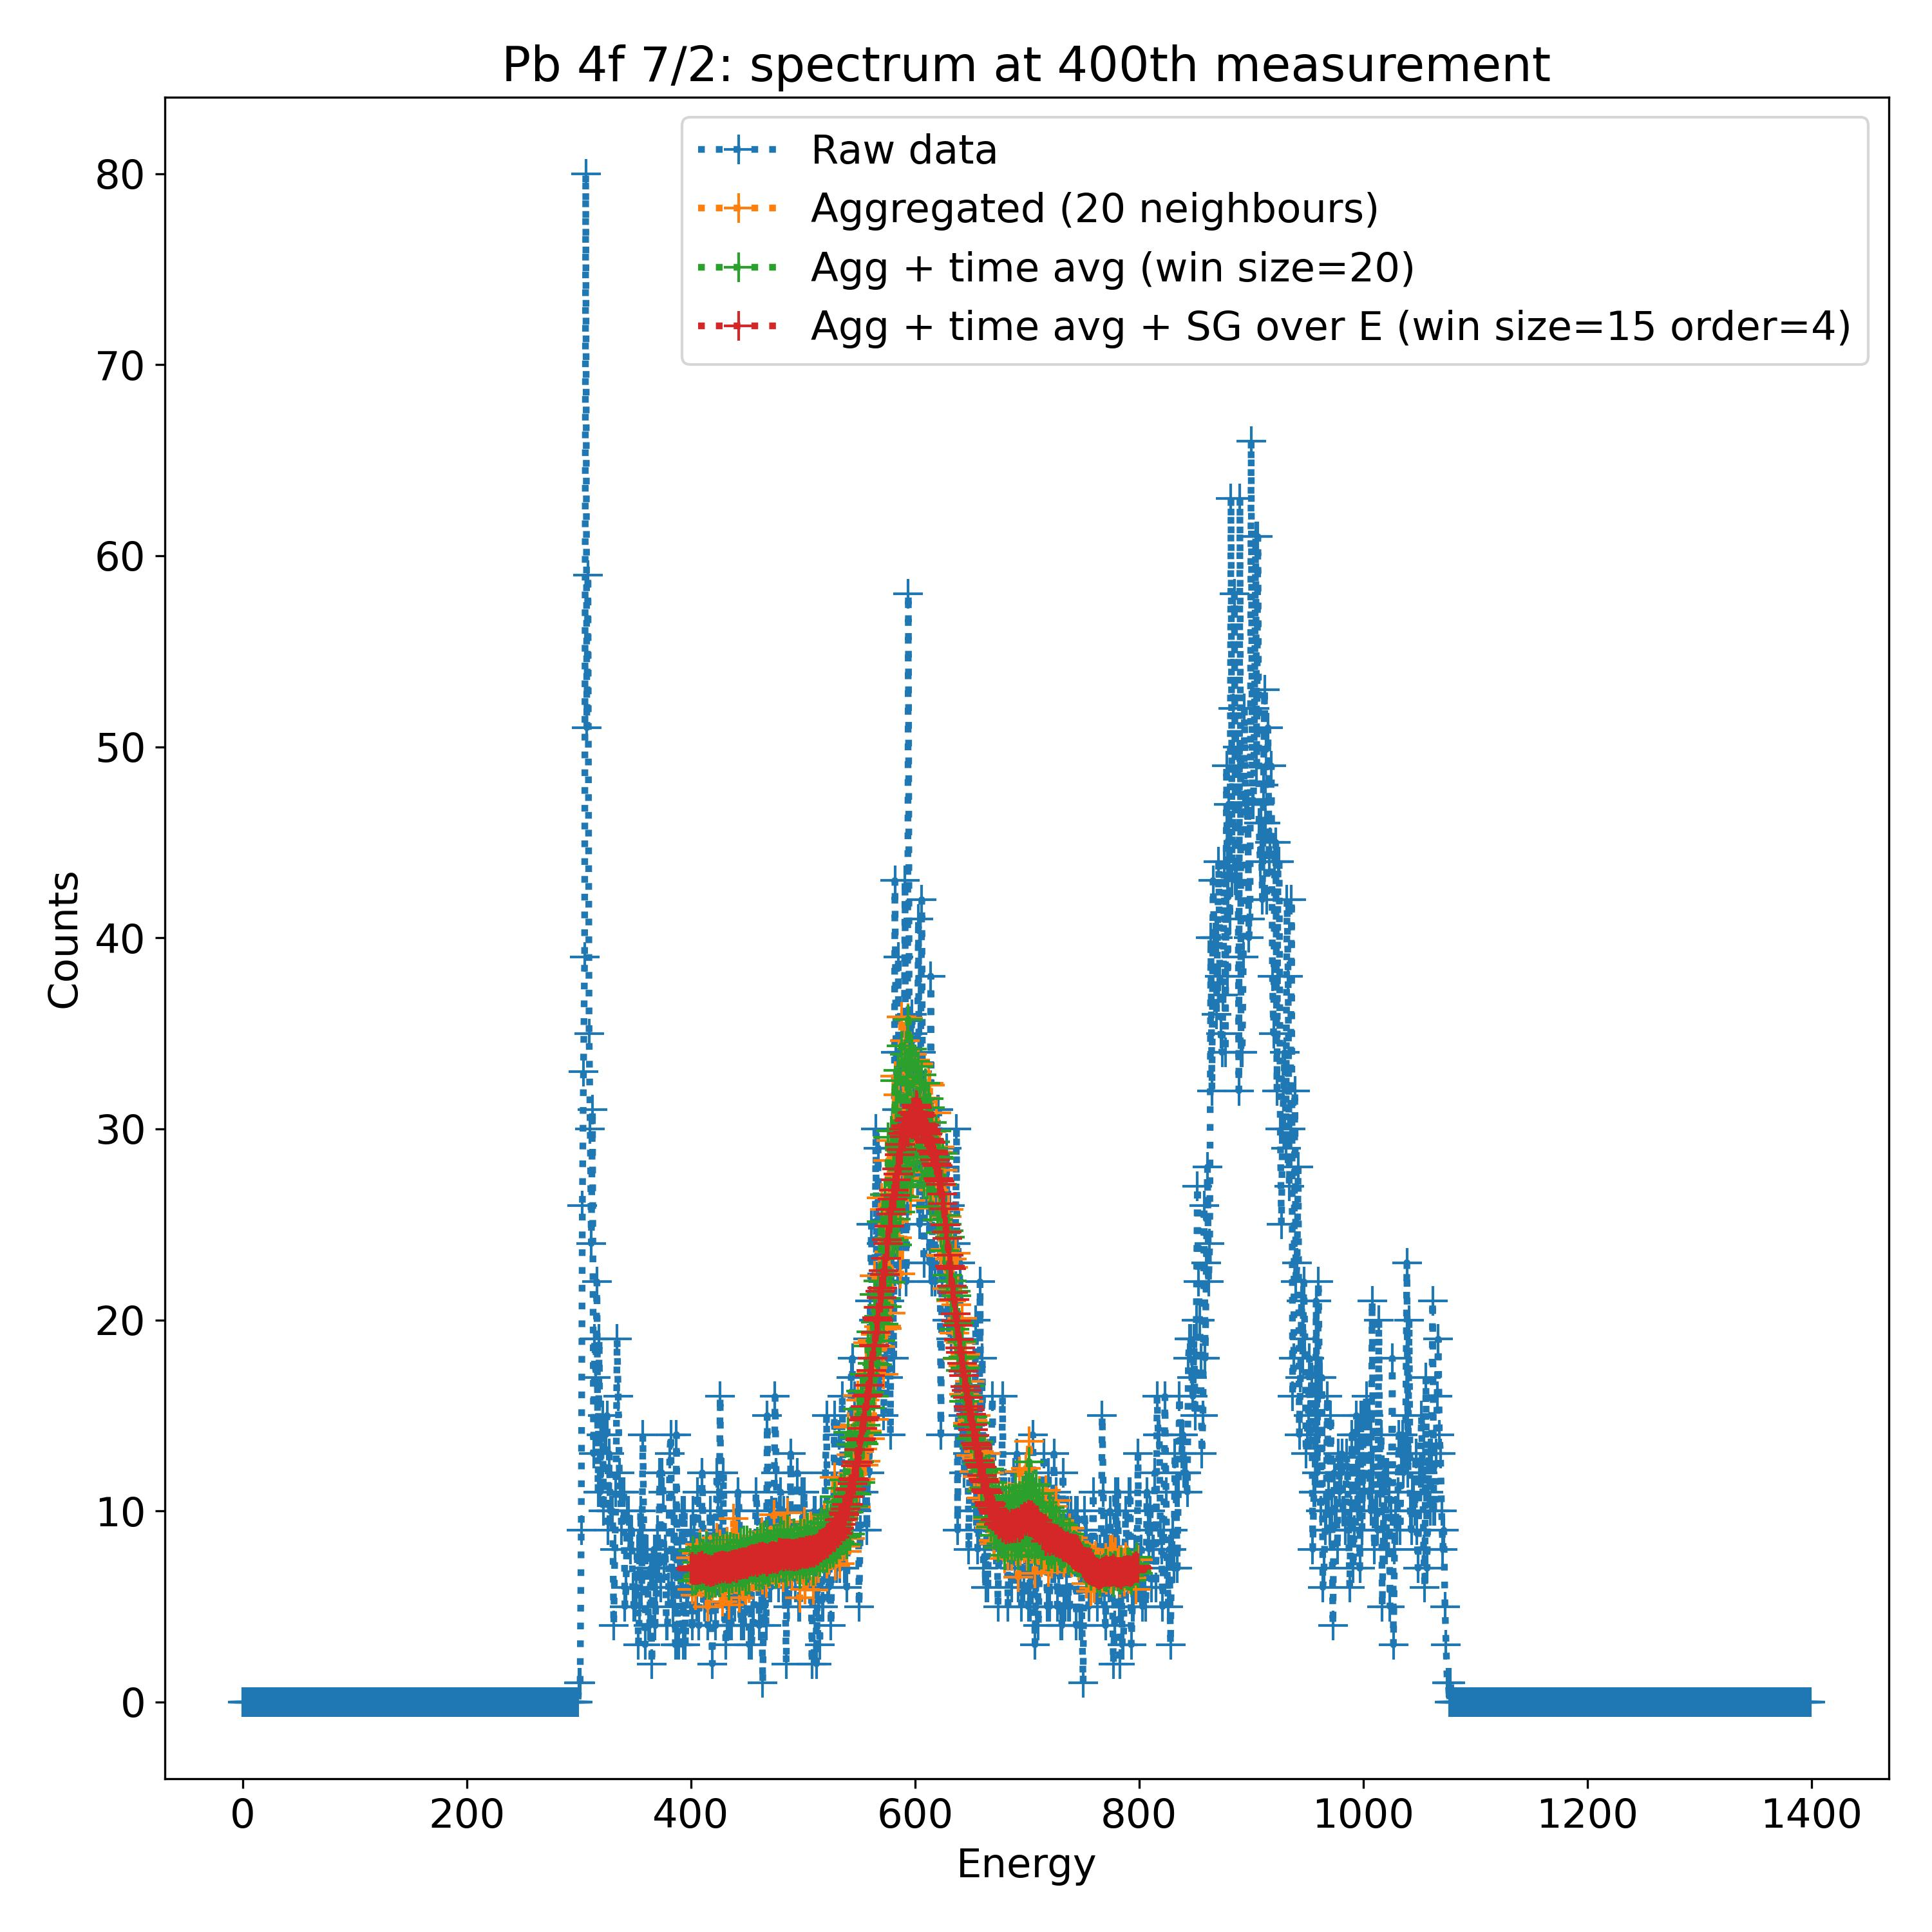 Pb 4f 7/2: spectrum at 400th measurement
Raw data
Aggregated (20 neighbours)
Agg + time avg (win size=20)
Agg + time avg + SG over E (win size=15 order=4)
80
70
60
50
40
30
20
10
0
Counts
0 200 400 600 800 1000 1200 1400
Energy